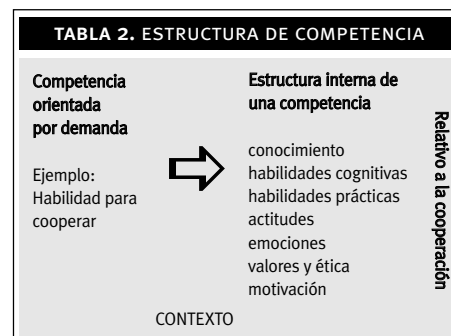 TABLA 2. ESTRUCTURA DE COMPETENCIA
Competencia
orientada
por demanda
Ejemplo:
Habilidad para
cooperar
Estructura interna de
una competencia
conocimiento
habilidades cognitivas
habilidades prácticas
actitudes
emociones
valores y ética
motivación
Relativo a la cooperación
CONTEXTO